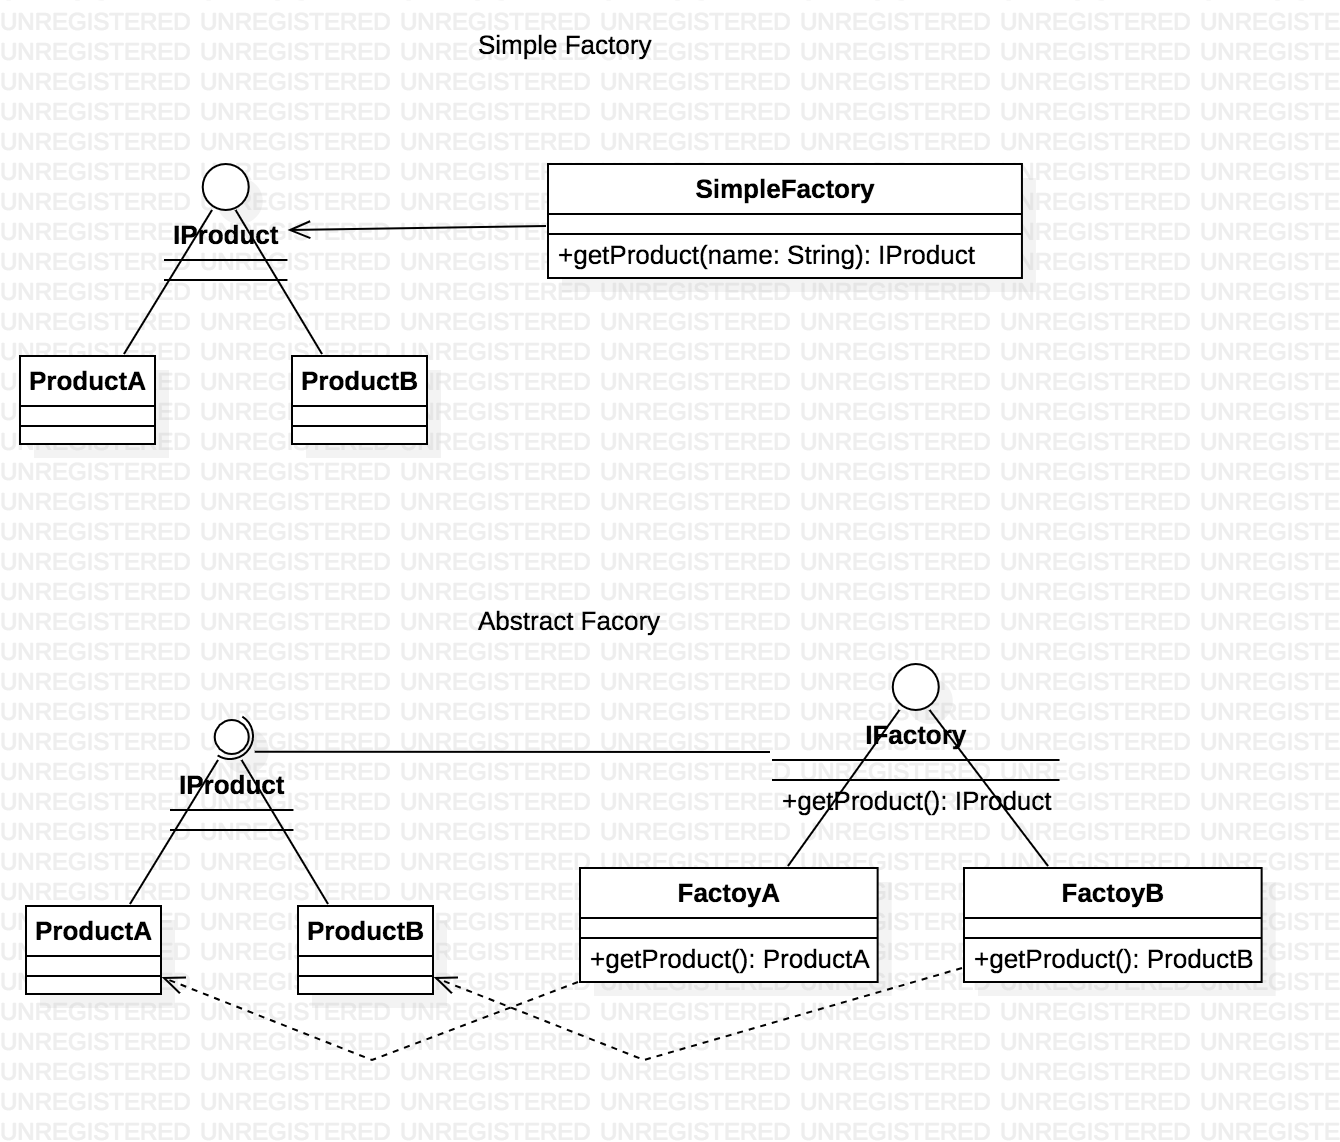 Simple Factory
IProduct
SimpleFactory
+getProduct(name: String): IProduct
ProductA
ProductB
Abstract Facory
IProduct
IFactory
+getProduct(): IProduct
ProductA
ProductB
FactoyA
+getProduct(): ProductA
FactoyB
+getProduct(): ProductB